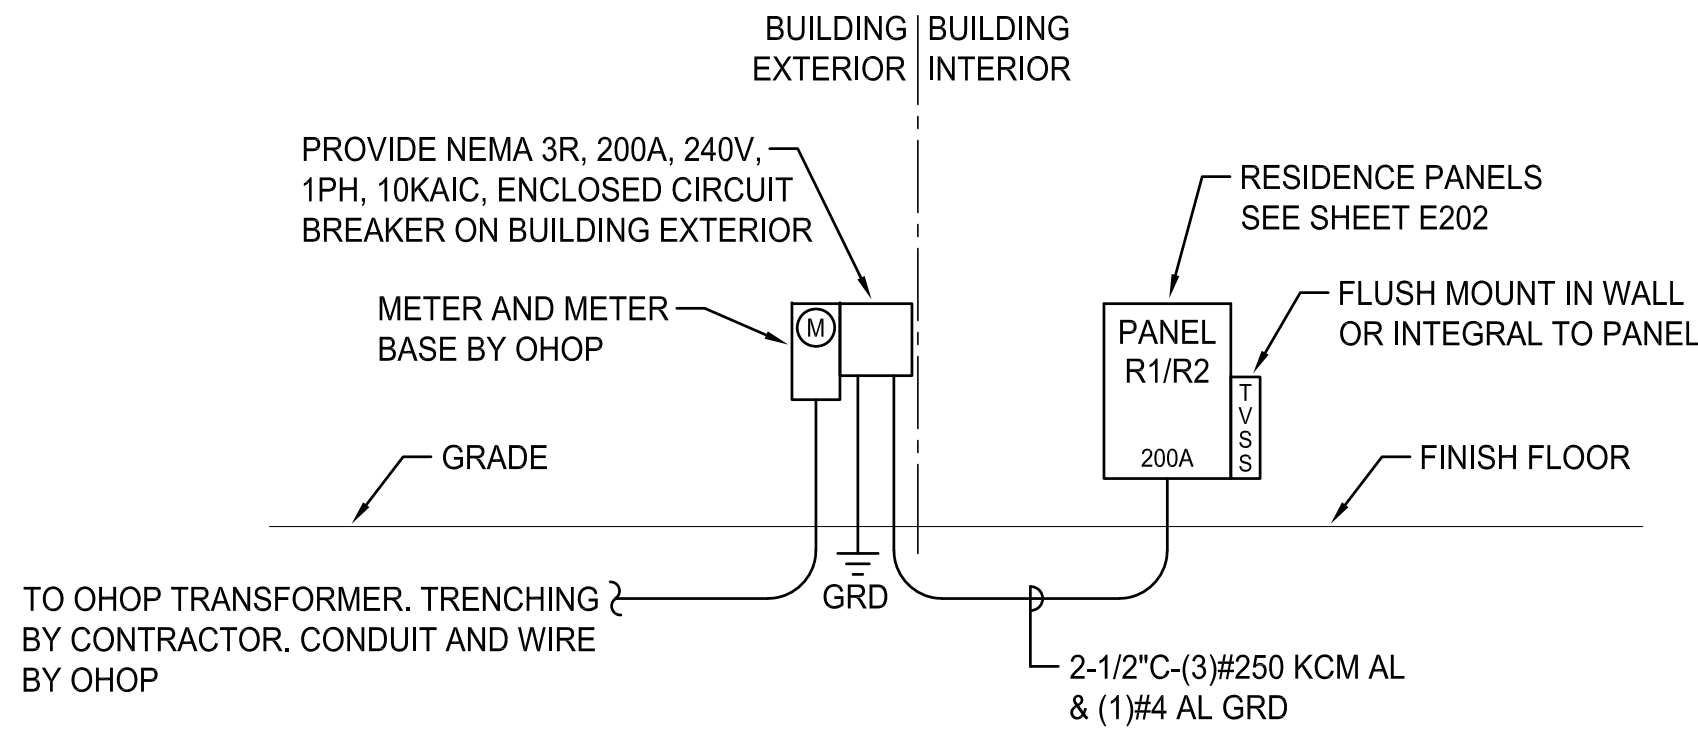 BUILDING
EXTERIOR
BUILDING
INTERIOR
PROVIDE NEMA 3R, 200A, 240V,
1PH, 10KAIC, ENCLOSED CIRCUIT
BREAKER ON BUILDING EXTERIOR
RESIDENCE PANELS
SEE SHEET E202
METER AND METER
BASE BY OHOP
M
FLUSH MOUNT IN WALL
OR INTEGRAL TO PANEL
PANEL
R1/R2
200A
TVSS
GRADE
FINISH FLOOR
TO OHOP TRANSFORMER. TRENCHING
BY CONTRACTOR. CONDUIT AND WIRE
BY OHOP
GRD
2-1/2"C-(3)#250 KCM AL
& (1)#4 AL GRD